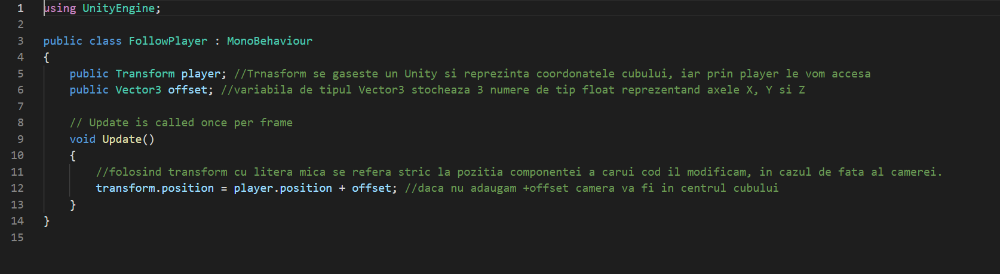 1 using UnityEngine;
2
3 public class FollowPlayer : MonoBehaviour
4 {
5 public Transform player; //Trnasform se gaseste un Unity si reprezinta coordonatele cubului, iar prin player le vom accesa
6 public Vector3 offset; //variabila de tipul Vector3 stocheaza 3 numere de tip float reprezentand axele X, Y si Z
7
8 // Update is called once per frame
9 void Update()
10 {
11 //folosind transform cu litera mica se refera stric la pozitia componentei a carui cod il modificam, in cazul de fata al camerei.
12 transform.position = player.position + offset; //daca nu adaugam +offset camera va fi in centrul cubului
13 }
14 }
15